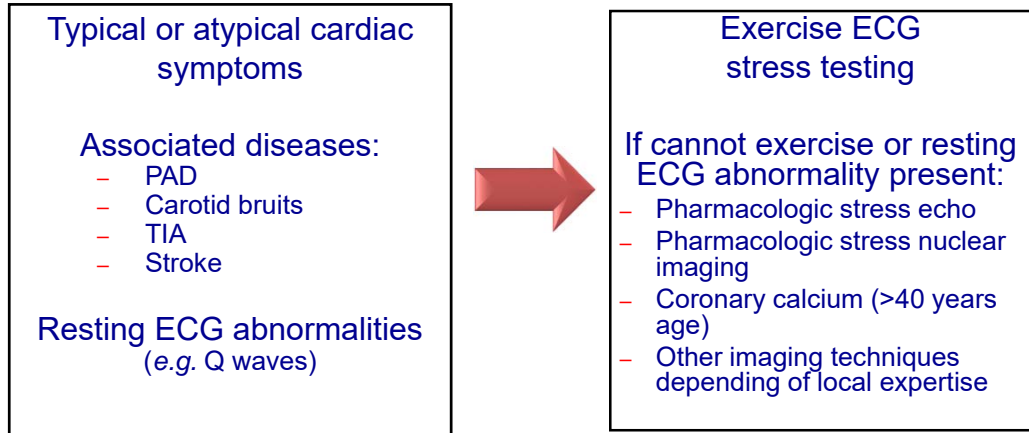 Typical or atypical cardiac
symptoms
Associated diseases:
– PAD
– Carotid bruits
– TIA
– Stroke
Resting ECG abnormalities
(e.g. Q waves)
Exercise ECG
stress testing
If cannot exercise or resting
ECG abnormality present:
– Pharmacologic stress echo
– Pharmacologic stress nuclear
imaging
– Coronary calcium (>40 years
age)
– Other imaging techniques
depending of local expertise